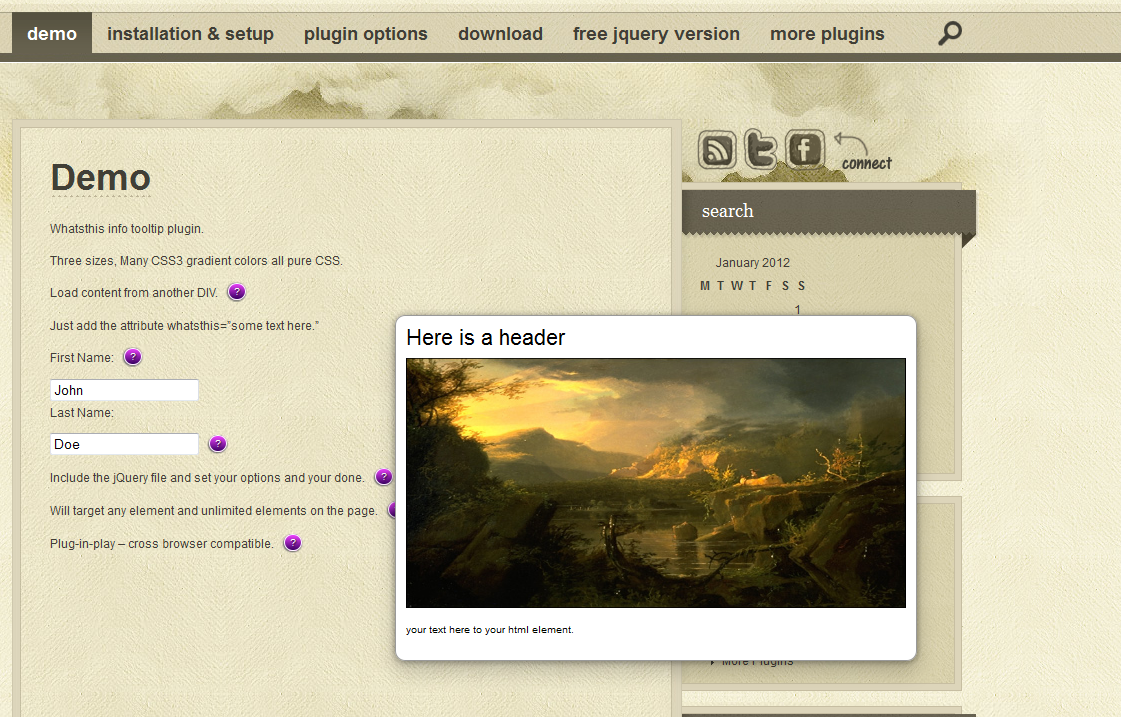 demo installation & setup plugin options download free jquery version more plugins
Demo
Whatsthis info tooltip plugin.
Three sizes, Many CSS3 gradient colors all pure CSS.
Load content from another DIV. ?
Just add the attribute whatsthis="some text here."
First Name: ?
John
Last Name:
Doe ?
Include the jQuery file and set your options and your done. ?
Will target any element and unlimited elements on the page.
Plug-in-play – cross browser compatible. ?
Here is a header
your text here to your html element.
connect
search
January 2012
M T W T F S S
1
More Plugins